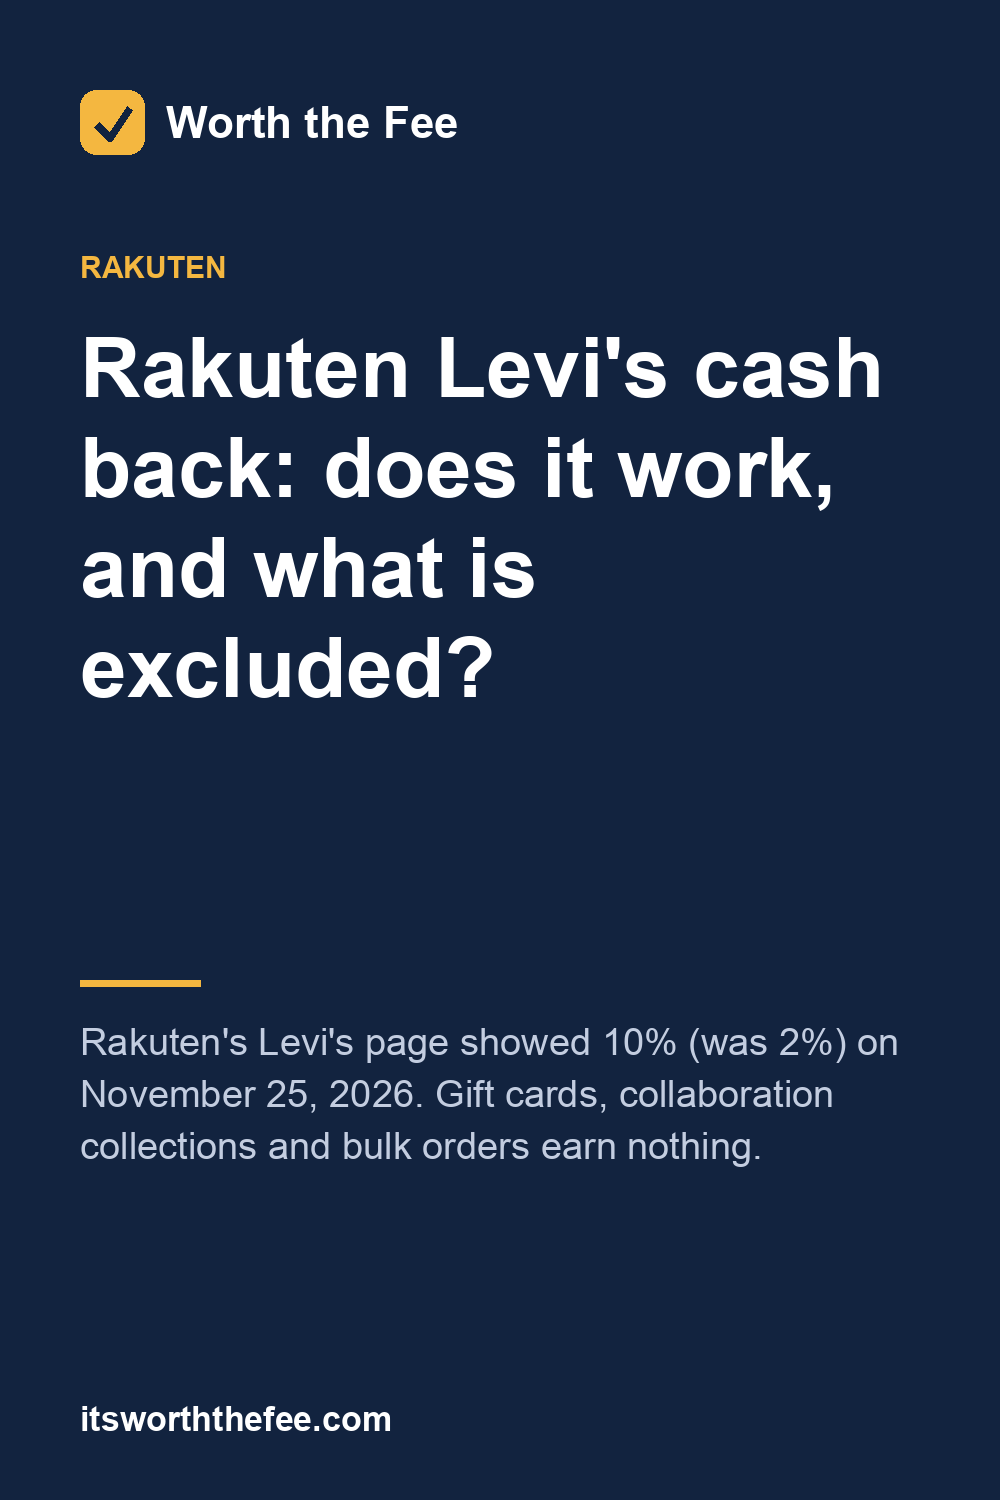 Worth the Fee
RAKUTEN
Rakuten Levi's cash
back: does it work,
and what is
excluded?
Rakuten's Levi's page showed 10% (was 2%) on
November 25, 2026. Gift cards, collaboration
collections and bulk orders earn nothing.
itsworththefee.com